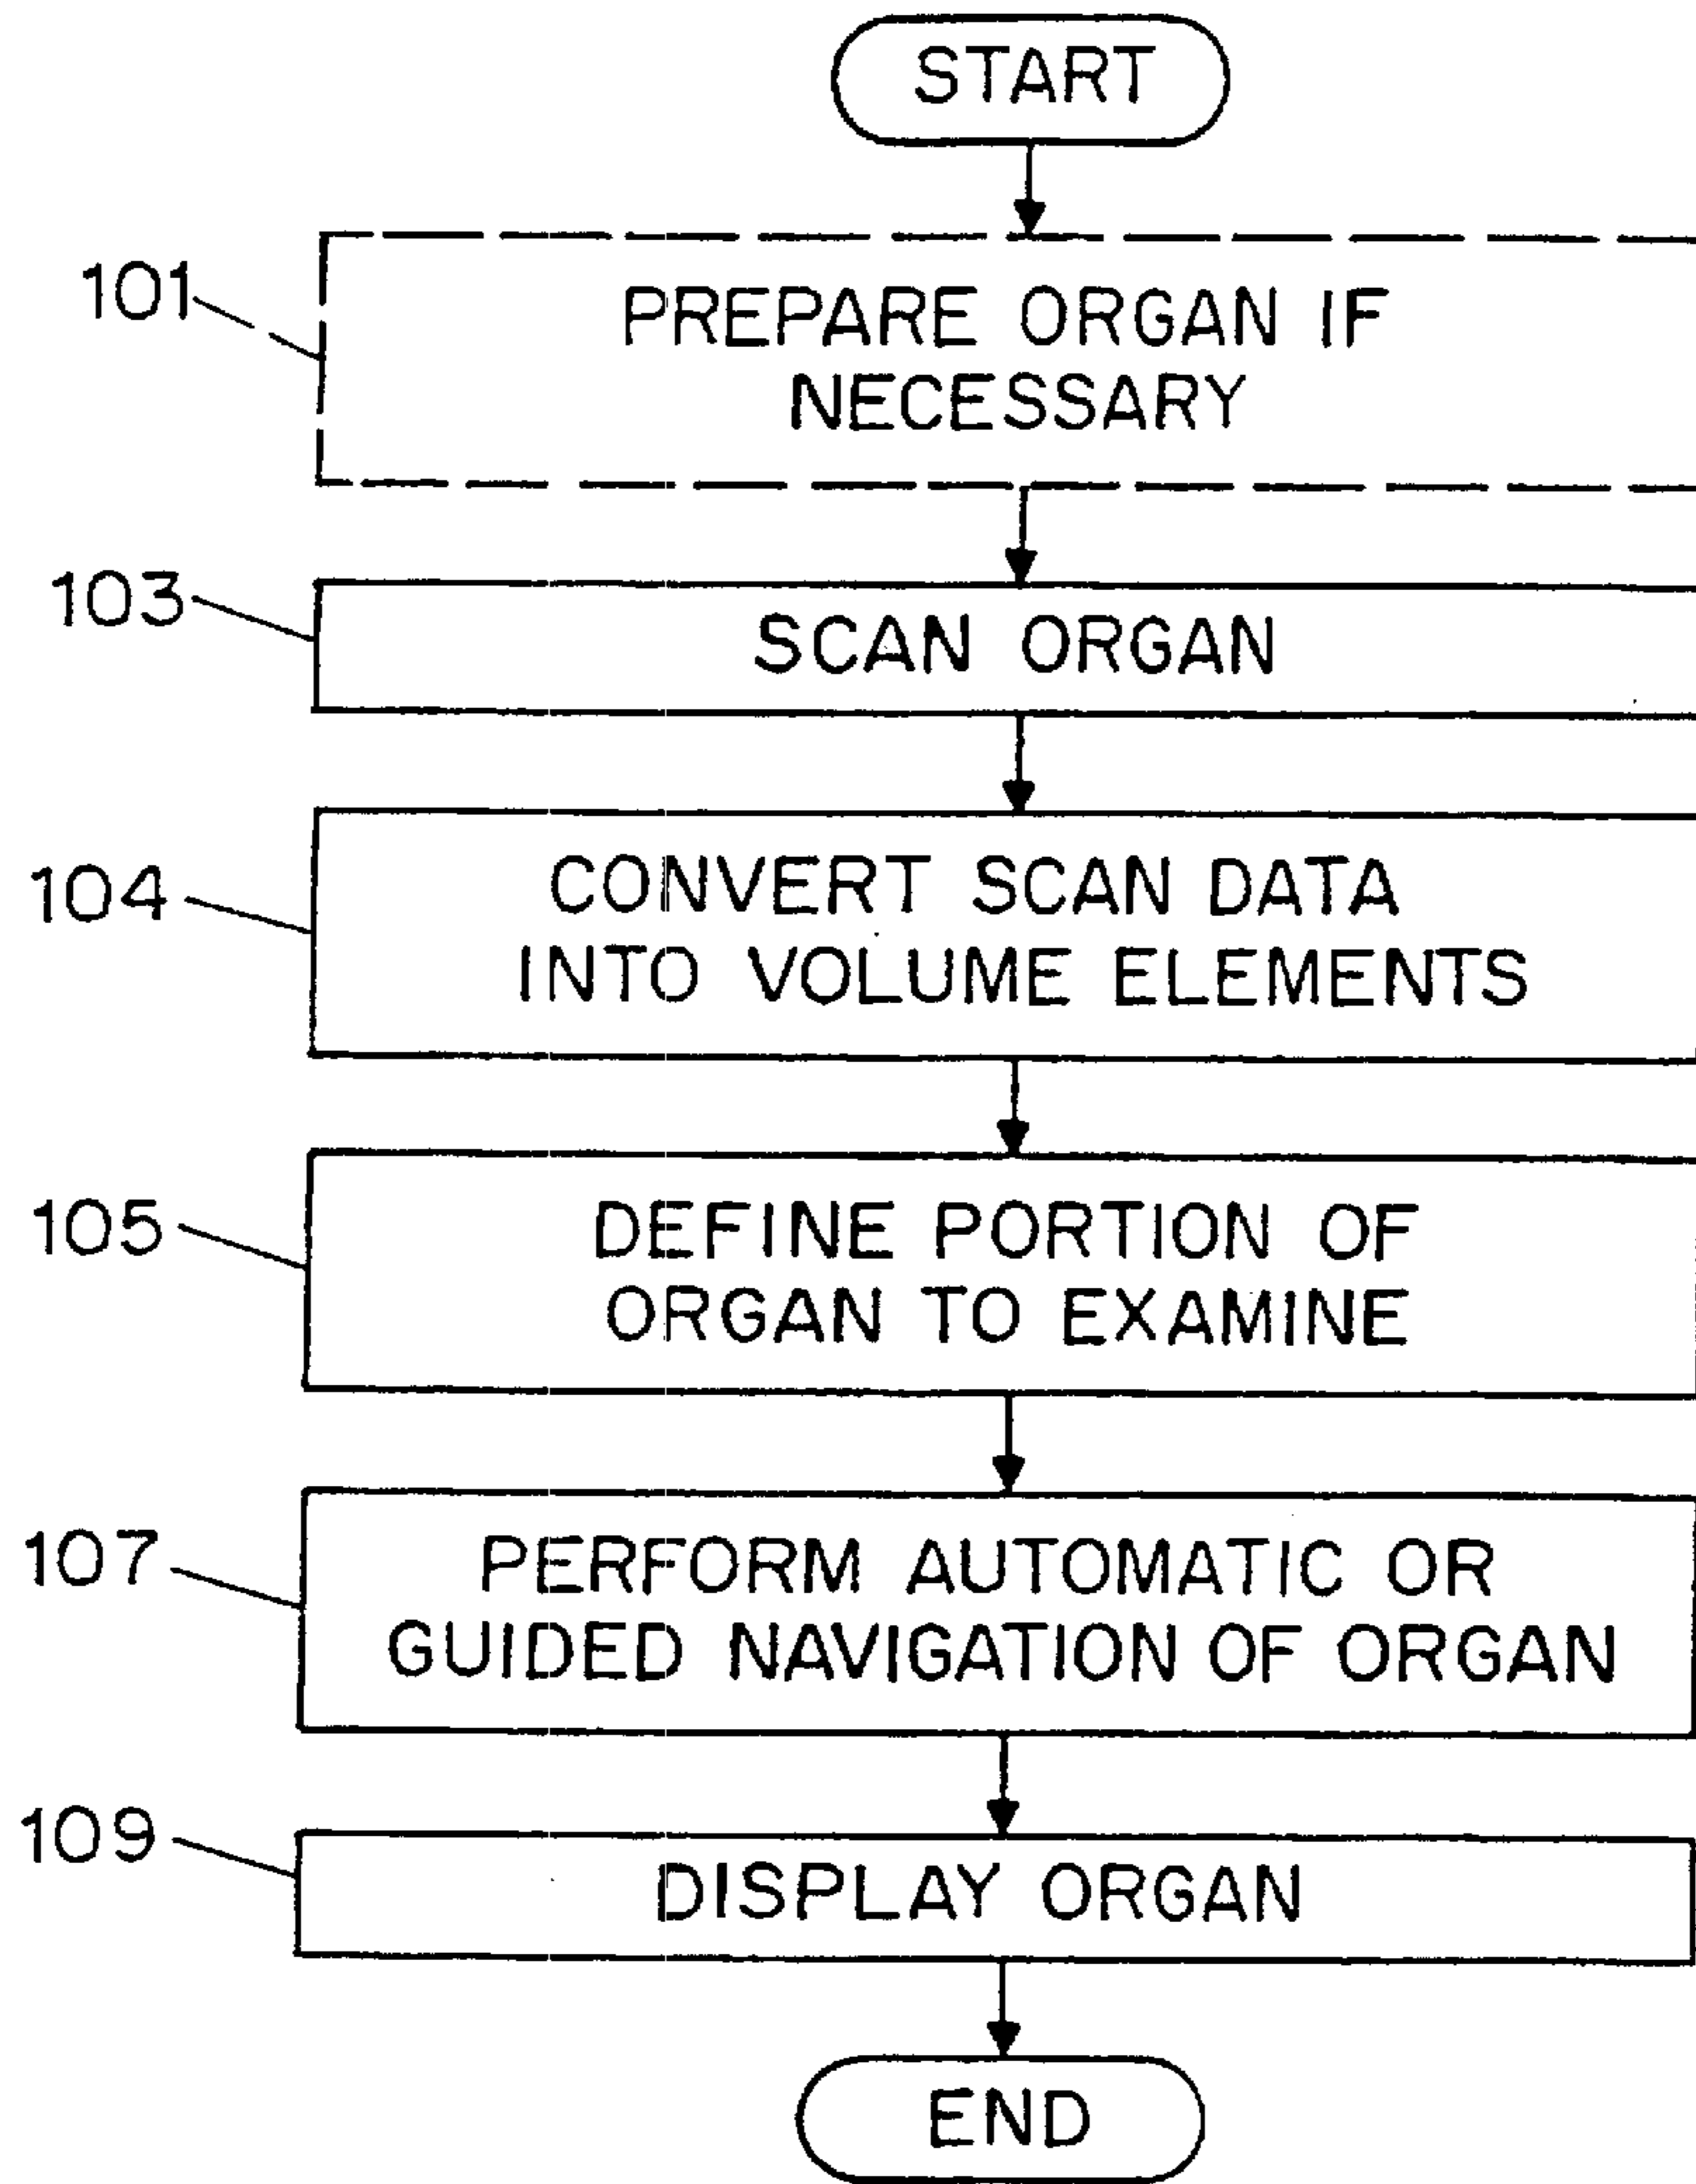 START
101
PREPARE ORGAN IF
NECESSARY
103
SCAN ORGAN
104
CONVERT SCAN DATA
INTO VOLUME ELEMENTS
105
DEFINE PORTION OF
ORGAN TO EXAMINE
107
PERFORM AUTOMATIC OR
GUIDED NAVIGATION OF ORGAN
109
DISPLAY ORGAN
END